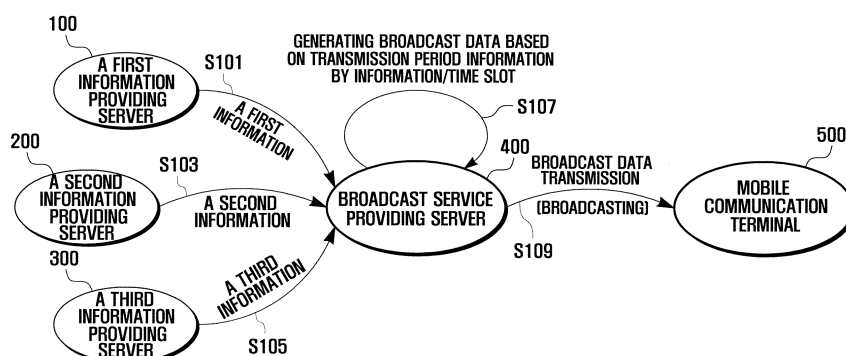 100
A FIRST
INFORMATION
PROVIDING
SERVER
S101
A FIRST
INFORMATION
GENERATING BROADCAST DATA BASED
ON TRANSMISSION PERIOD INFORMATION
BY INFORMATION/TIME SLOT
S107
200
A SECOND
INFORMATION
PROVIDING
SERVER
S103
A SECOND
INFORMATION
400
BROADCAST SERVICE
PROVIDING SERVER
BROADCAST DATA
TRANSMISSION
(BROADCASTING)
S109
500
MOBILE
COMMUNICATION
TERMINAL
300
A THIRD
INFORMATION
PROVIDING
SERVER
A THIRD
INFORMATION
S105